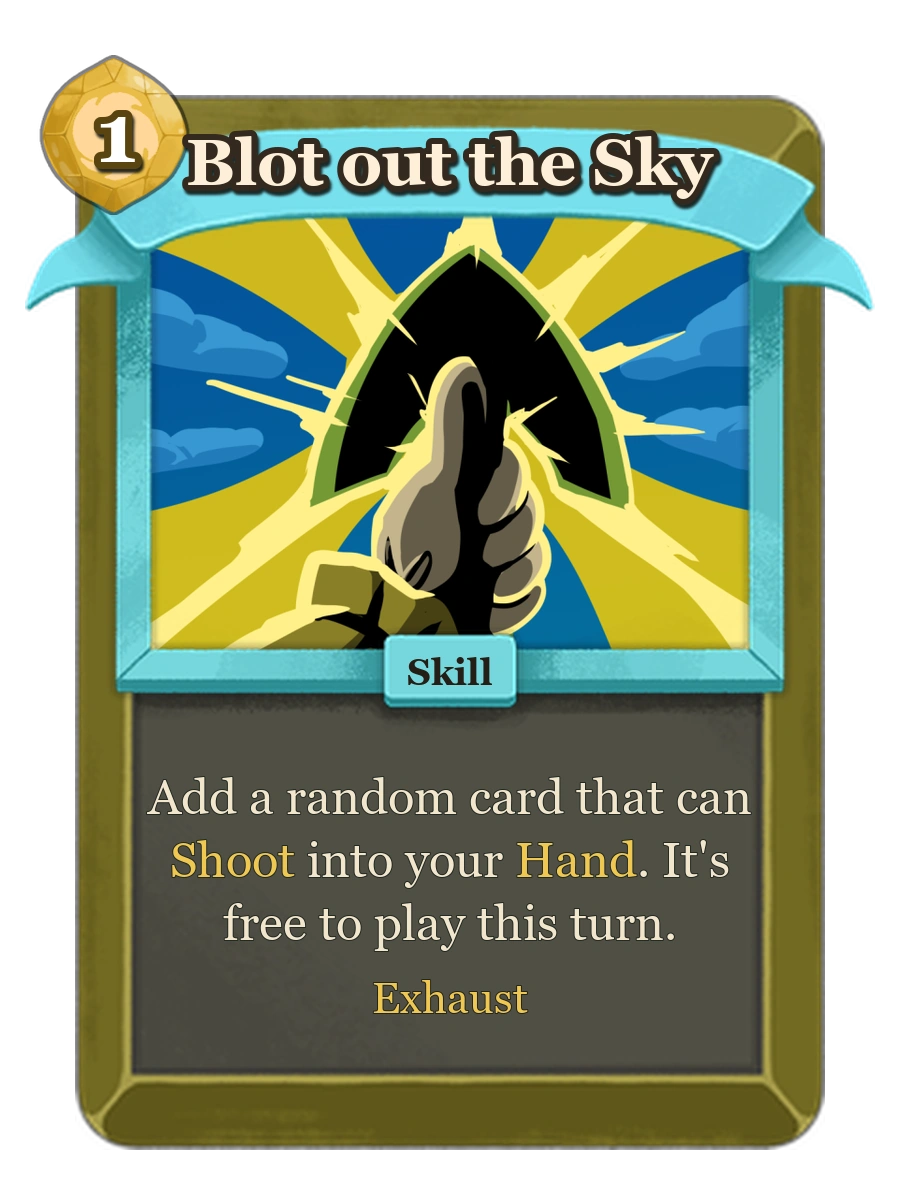 1
Blot out the Sky
Skill
Add a random card that can
Shoot into your Hand. It's
free to play this turn.
Exhaust